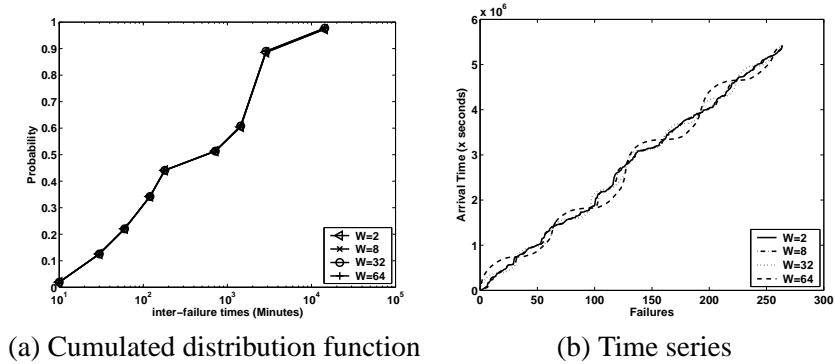 1
0.9
0.8
0.7
0.6
0.5
0.4
0.3
0.2
0.1
0
Probability
10^1
10^2
10^3
10^4
10^5
inter-failure times (Minutes)
W=2
W=8
W=32
W=64
(a) Cumulated distribution function
x 10^6
6
5
4
3
2
1
0
Arrival Time (x seconds)
0
50
100
150
200
250
300
Failures
W=2
W=8
W=32
W=64
(b) Time series